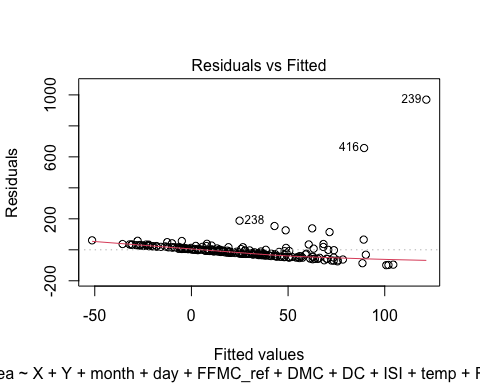 Residuals vs Fitted
Residuals
1000
600
200
-200
239
416
238
-50
0
50
100
Fitted values
ea ~ X + Y + month + day + FFMC_ref + DMC + DC + ISI + temp + F